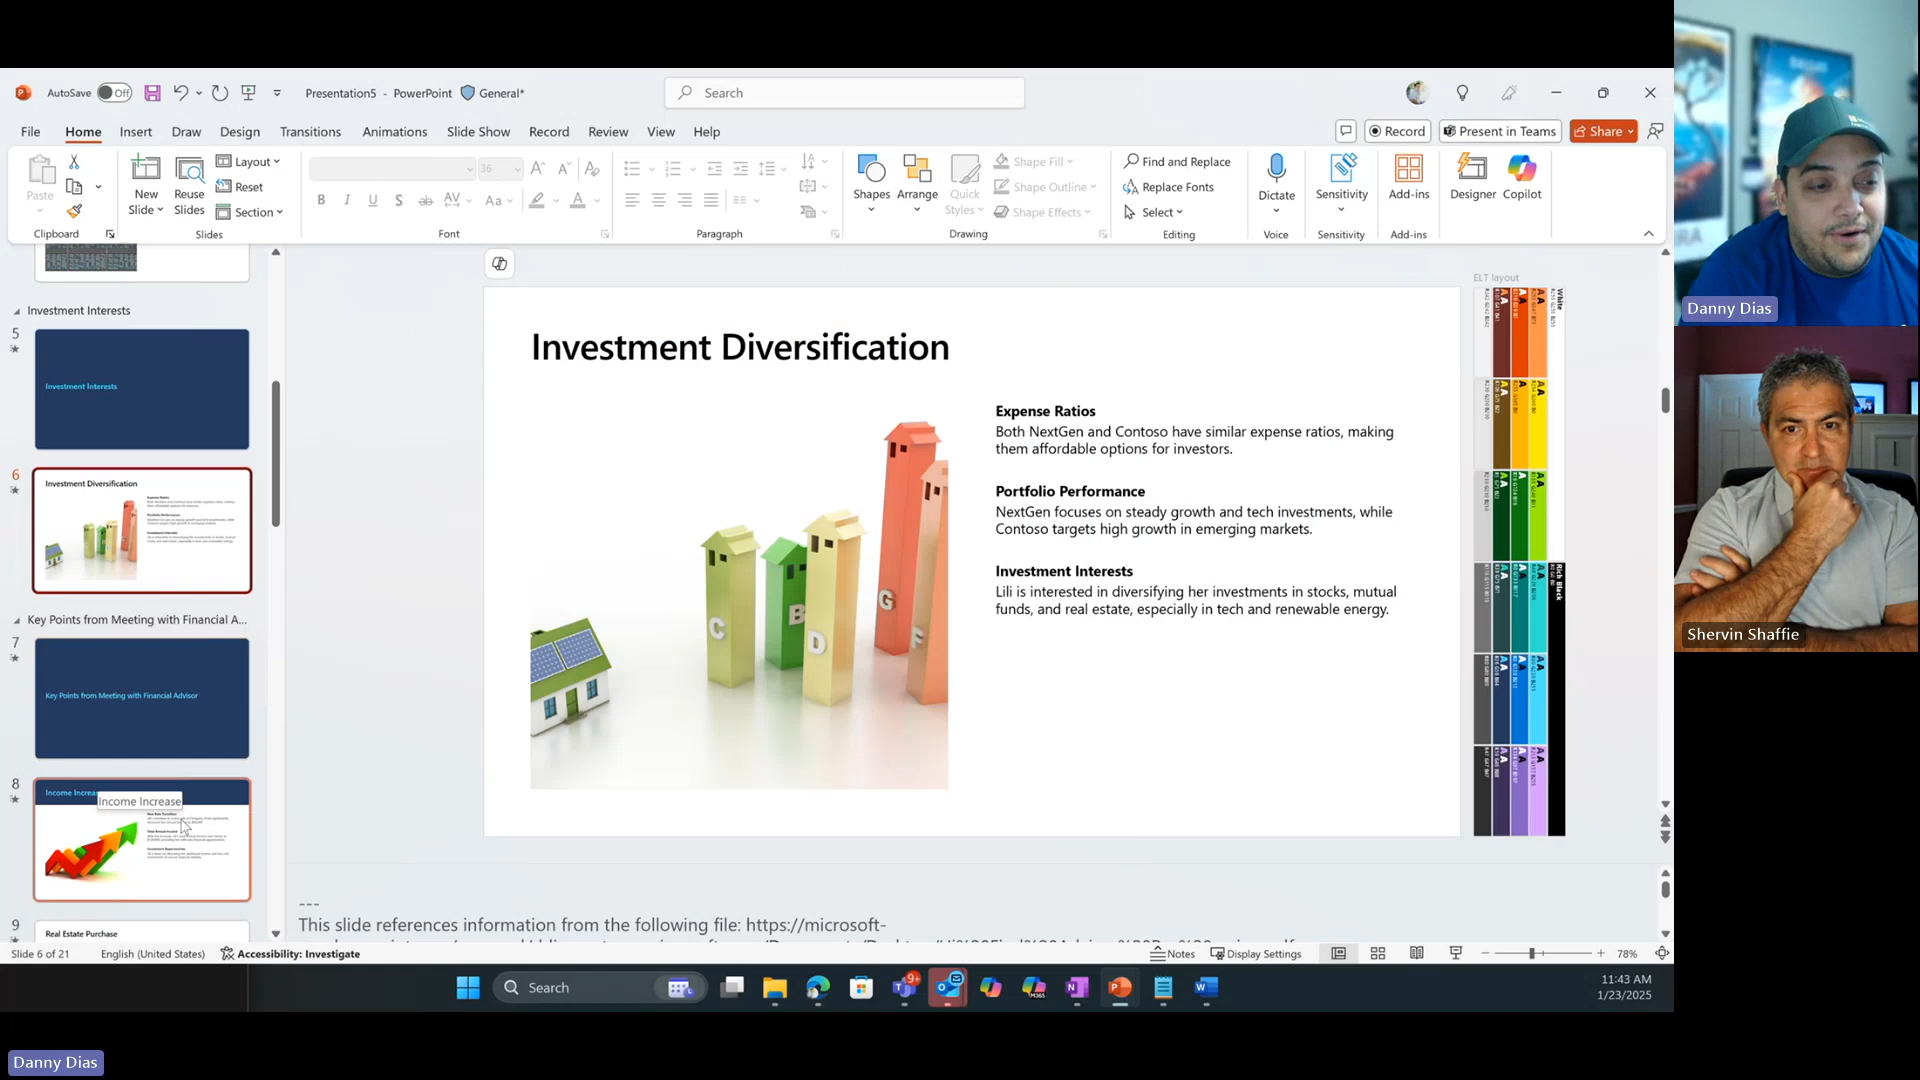 AutoSave Off Presentation5 - PowerPoint General* Search
File Home Insert Draw Design Transitions Animations Slide Show Record Review View Help Record Present in Teams Share
Paste New Slide Reuse Slides Layout Reset Section 36 Shapes Arrange Quick Styles Shape Fill Shape Outline Shape Effects Find and Replace Replace Fonts Select Dictate Sensitivity Add-ins Designer Copilot
Clipboard Slides Font Paragraph Drawing Editing Voice Sensitivity Add-ins
Investment Interests
5
Investment Interests
6
Investment Diversification
Key Points from Meeting with Financial A...
7
Key Points from Meeting with Financial Advisor
8
Income Increase
9
Real Estate Purchase
ELT layout
White
Rich Black
Investment Diversification
C B D G F
Expense Ratios
Both NextGen and Contoso have similar expense ratios, making
them affordable options for investors.
Portfolio Performance
NextGen focuses on steady growth and tech investments, while
Contoso targets high growth in emerging markets.
Investment Interests
Lili is interested in diversifying her investments in stocks, mutual
funds, and real estate, especially in tech and renewable energy.
---
This slide references information from the following file: https://microsoft-
Slide 6 of 21 English (United States) Accessibility: Investigate Notes Display Settings 78%
Search
9+
M365
11:43 AM
1/23/2025
Danny Dias
Shervin Shaffie
Danny Dias